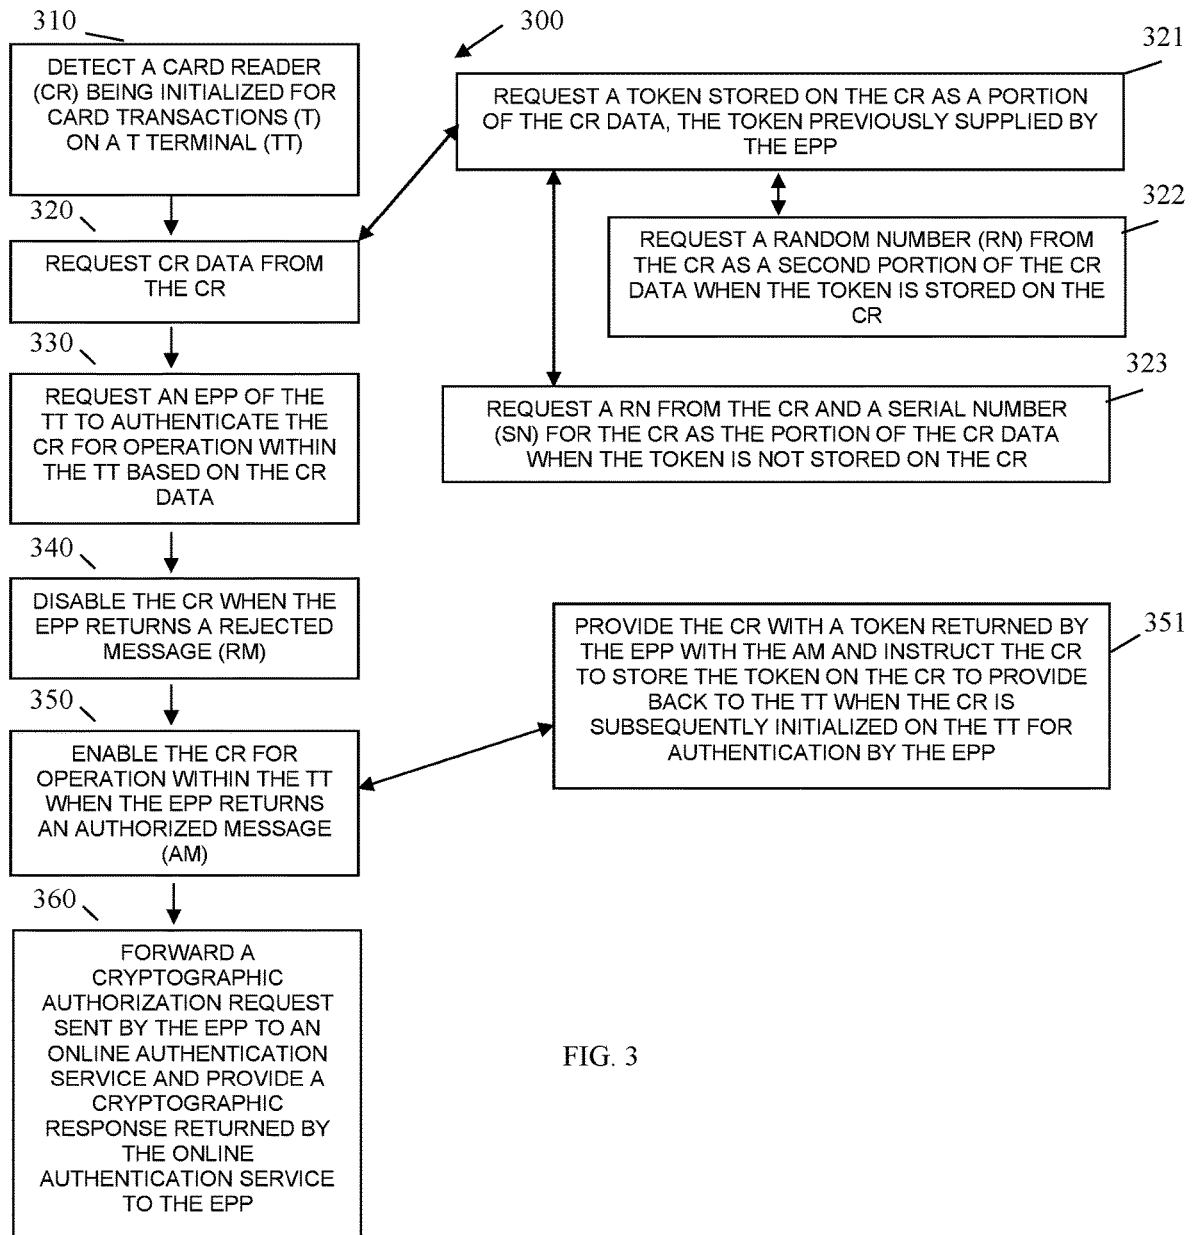 310
DETECT A CARD READER
(CR) BEING INITIALIZED FOR
CARD TRANSACTIONS (T)
ON A T TERMINAL (TT)
300
321
REQUEST A TOKEN STORED ON THE CR AS A PORTION
OF THE CR DATA, THE TOKEN PREVIOUSLY SUPPLIED BY
THE EPP
320
REQUEST CR DATA FROM
THE CR
322
REQUEST A RANDOM NUMBER (RN) FROM
THE CR AS A SECOND PORTION OF THE CR
DATA WHEN THE TOKEN IS STORED ON THE
CR
330
REQUEST AN EPP OF THE
TT TO AUTHENTICATE THE
CR FOR OPERATION WITHIN
THE TT BASED ON THE CR
DATA
323
REQUEST A RN FROM THE CR AND A SERIAL NUMBER
(SN) FOR THE CR AS THE PORTION OF THE CR DATA
WHEN THE TOKEN IS NOT STORED ON THE CR
340
DISABLE THE CR WHEN THE
EPP RETURNS A REJECTED
MESSAGE (RM)
350
ENABLE THE CR FOR
OPERATION WITHIN THE TT
WHEN THE EPP RETURNS
AN AUTHORIZED MESSAGE
(AM)
351
PROVIDE THE CR WITH A TOKEN RETURNED BY
THE EPP WITH THE AM AND INSTRUCT THE CR
TO STORE THE TOKEN ON THE CR TO PROVIDE
BACK TO THE TT WHEN THE CR IS
SUBSEQUENTLY INITIALIZED ON THE TT FOR
AUTHENTICATION BY THE EPP
360
FORWARD A
CRYPTOGRAPHIC
AUTHORIZATION REQUEST
SENT BY THE EPP TO AN
ONLINE AUTHENTICATION
SERVICE AND PROVIDE A
CRYPTOGRAPHIC
RESPONSE RETURNED BY
THE ONLINE
AUTHENTICATION SERVICE
TO THE EPP
FIG. 3